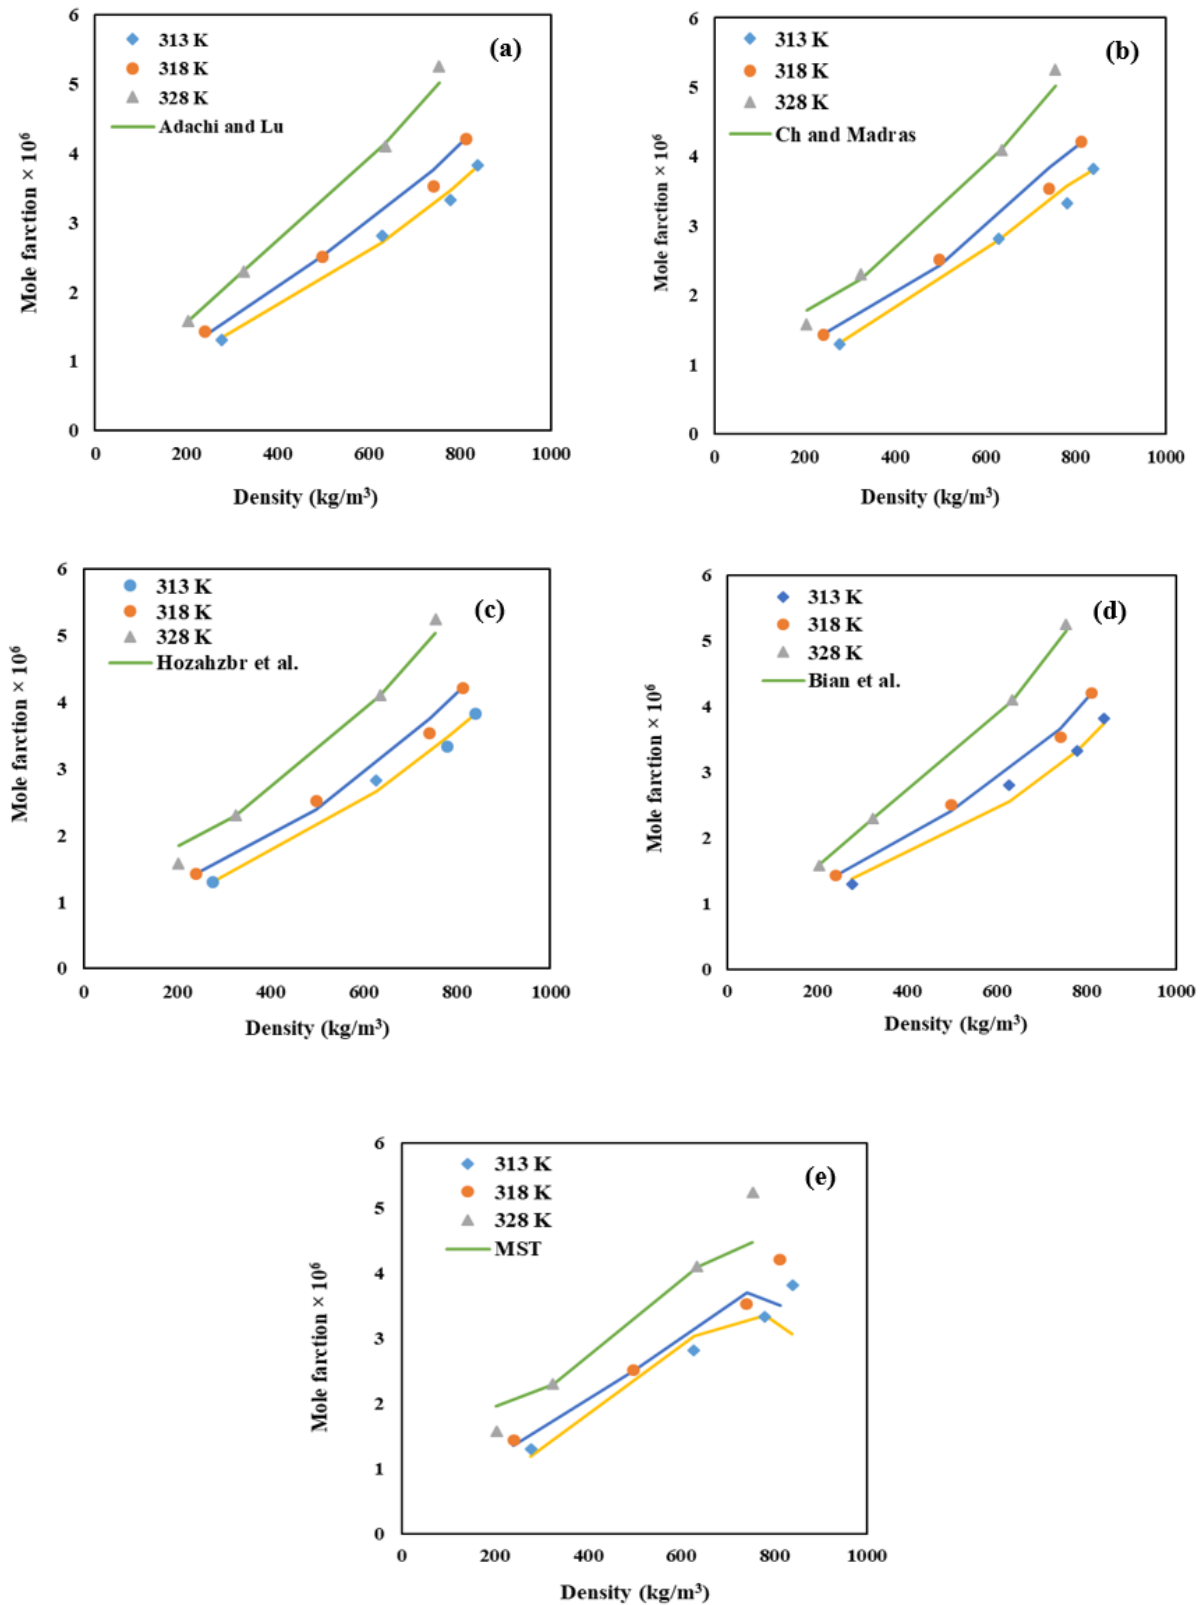 (a)
313 K
318 K
328 K
Adachi and Lu
6
5
4
3
2
1
0
0 200 400 600 800 1000
Mole farction × 10⁶
Density (kg/m³)
(b)
313 K
318 K
328 K
Ch and Madras
6
5
4
3
2
1
0
0 200 400 600 800 1000
Mole farction × 10⁶
Density (kg/m³)
(c)
313 K
318 K
328 K
Hozahzbr et al.
6
5
4
3
2
1
0
0 200 400 600 800 1000
Mole farction × 10⁶
Density (kg/m³)
(d)
313 K
318 K
328 K
Bian et al.
6
5
4
3
2
1
0
0 200 400 600 800 1000
Mole farction × 10⁶
Density (kg/m³)
(e)
313 K
318 K
328 K
MST
6
5
4
3
2
1
0
0 200 400 600 800 1000
Mole farction × 10⁶
Density (kg/m³)